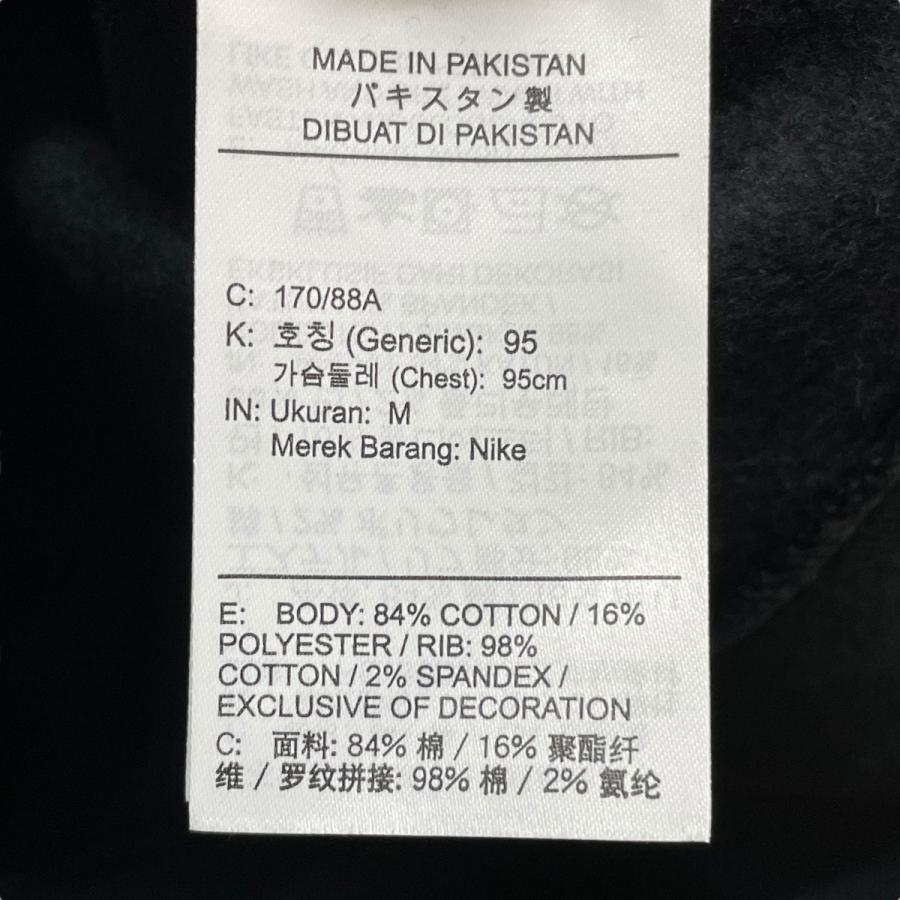 MADE IN PAKISTAN
パキスタン製
DIBUAT DI PAKISTAN
C: 170/88A
K: 호칭 (Generic): 95
가슴둘레 (Chest): 95cm
IN: Ukuran: M
Merek Barang: Nike
E: BODY: 84% COTTON / 16%
POLYESTER / RIB: 98%
COTTON / 2% SPANDEX /
EXCLUSIVE OF DECORATION
C: 面料: 84% 棉 / 16% 聚酯纤
维 / 罗纹拼接: 98% 棉 / 2% 氨纶